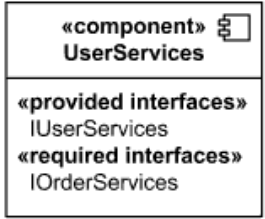 «component»
UserServices
«provided interfaces»
IUserServices
«required interfaces»
IOrderServices